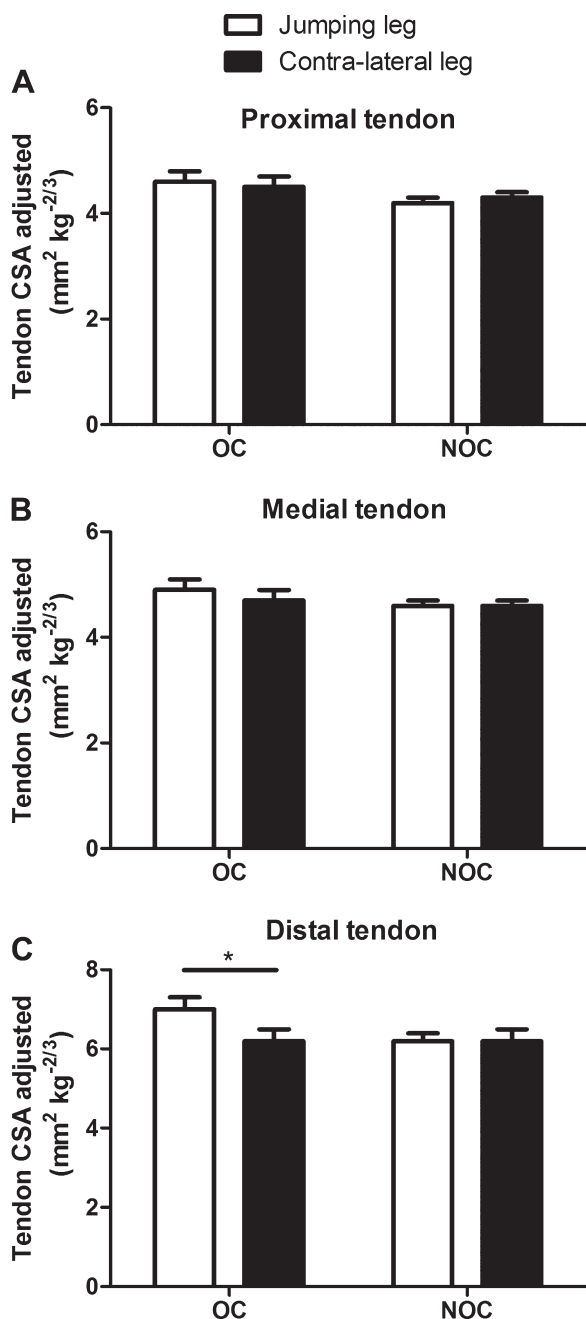 Jumping leg
Contra-lateral leg
A
Proximal tendon
Tendon CSA adjusted
(mm² kg⁻²/³)
6
4
2
0
OC
NOC
B
Medial tendon
Tendon CSA adjusted
(mm² kg⁻²/³)
6
4
2
0
OC
NOC
C
Distal tendon
Tendon CSA adjusted
(mm² kg⁻²/³)
8
6
4
2
0
*
OC
NOC